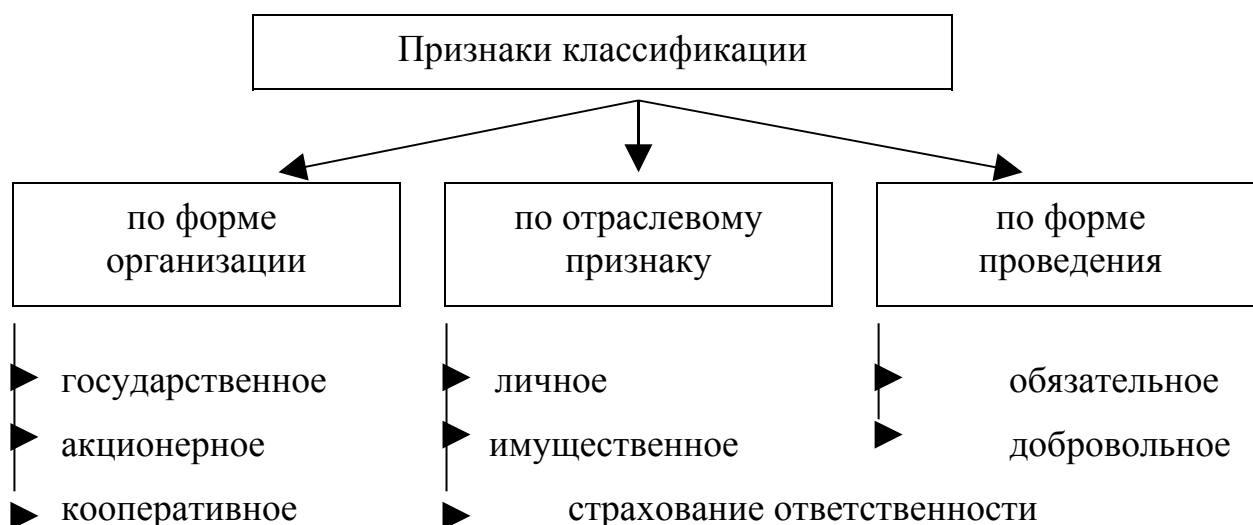 Признаки классификации
по форме
организации
по отраслевому
признаку
по форме
проведения
государственное
акционерное
кооперативное
личное
имущественное
страхование ответственности
обязательное
добровольное